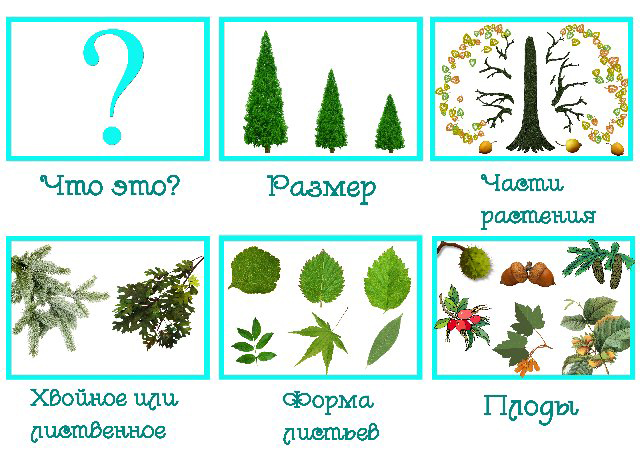 ?
Что это?
Размер
Части
растения
Хвойное или
лиственное
Форма
листьев
Плоды